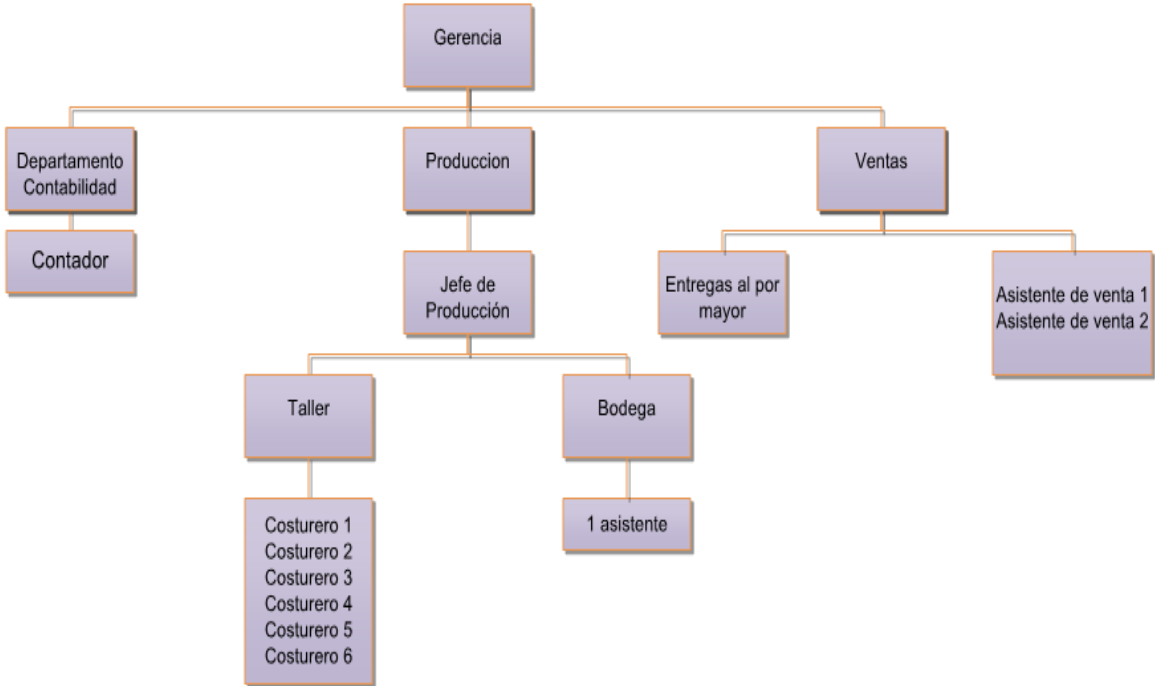 Gerencia
Departamento
Contabilidad
Produccion
Ventas
Contador
Jefe de
Producción
Entregas al por
mayor
Asistente de venta 1
Asistente de venta 2
Taller
Bodega
Costurero 1
Costurero 2
Costurero 3
Costurero 4
Costurero 5
Costurero 6
1 asistente